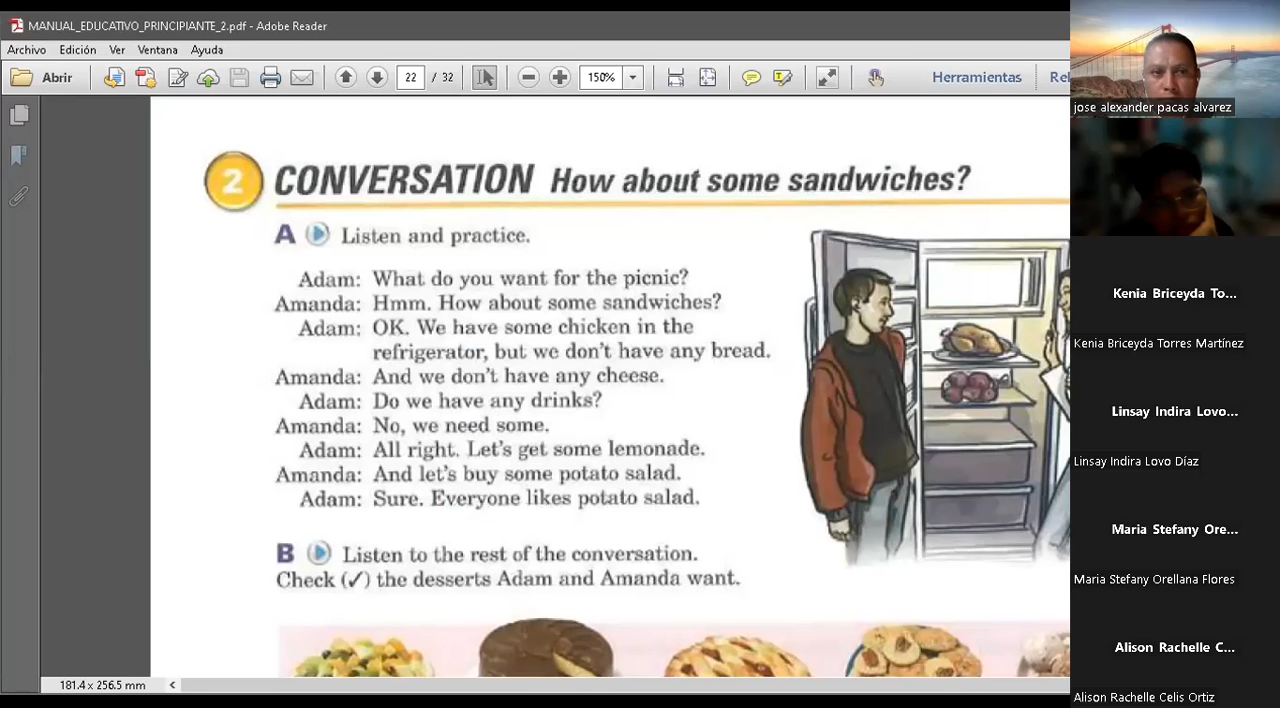 MANUAL_EDUCATIVO_PRINCIPIANTE_2.pdf - Adobe Reader
Archivo Edición Ver Ventana Ayuda
Abrir 22 / 32 150% Herramientas
2 CONVERSATION How about some sandwiches?
A Listen and practice.
Adam: What do you want for the picnic?
Amanda: Hmm. How about some sandwiches?
Adam: OK. We have some chicken in the
refrigerator, but we don't have any bread.
Amanda: And we don't have any cheese.
Adam: Do we have any drinks?
Amanda: No, we need some.
Adam: All right. Let's get some lemonade.
Amanda: And let's buy some potato salad.
Adam: Sure. Everyone likes potato salad.
B Listen to the rest of the conversation.
Check (✓) the desserts Adam and Amanda want.
181.4 x 256.5 mm
jose alexander pacas alvarez
Kenia Briceyda To...
Kenia Briceyda Torres Martínez
Linsay Indira Lovo...
Linsay Indira Lovo Díaz
Maria Stefany Ore...
Maria Stefany Orellana Flores
Alison Rachelle C...
Alison Rachelle Celis Ortiz